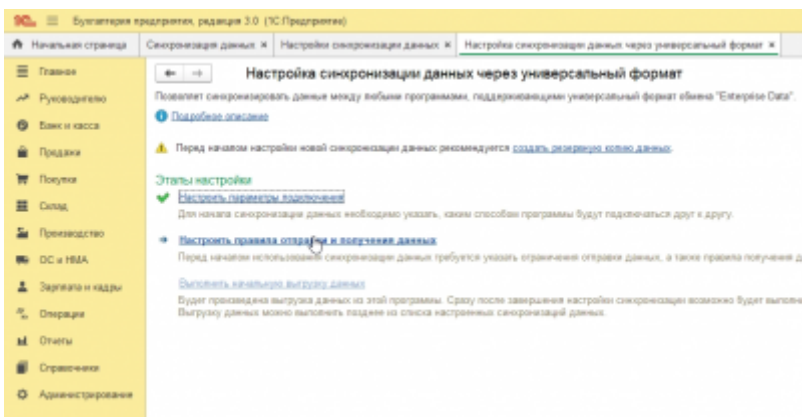 Бухгалтерия предприятия, редакция 3.0 (1С:Предприятие)
Начальная страница
Синхронизация данных ×
Настройки синхронизации данных ×
Настройка синхронизации данных через универсальный формат ×
Главное
Руководителю
Банк и касса
Продажи
Покупки
Склад
Производство
ОС и НМА
Зарплата и кадры
Операции
Отчеты
Справочники
Администрирование
Настройка синхронизации данных через универсальный формат
Позволяет синхронизировать данные между любыми программами, поддерживающими универсальный формат обмена "Enterprise Data".
Подробное описание
Перед началом настройки новой синхронизации данных рекомендуется создать резервную копию данных.
Этапы настройки
Настроить параметры подключения
Для начала синхронизации данных необходимо указать, каким способом программы будут подключаться друг к другу.
Настроить правила отправки и получения данных
Перед началом использования синхронизации данных требуется указать ограничения отправки данных, а также правила получения д
Выполнить начальную выгрузку данных
Будет произведена выгрузка данных из этой программы. Сразу после завершения настройки синхронизации возможно будет выполне
Выгрузку данных можно выполнить позднее из списка настроенных синхронизаций данных.